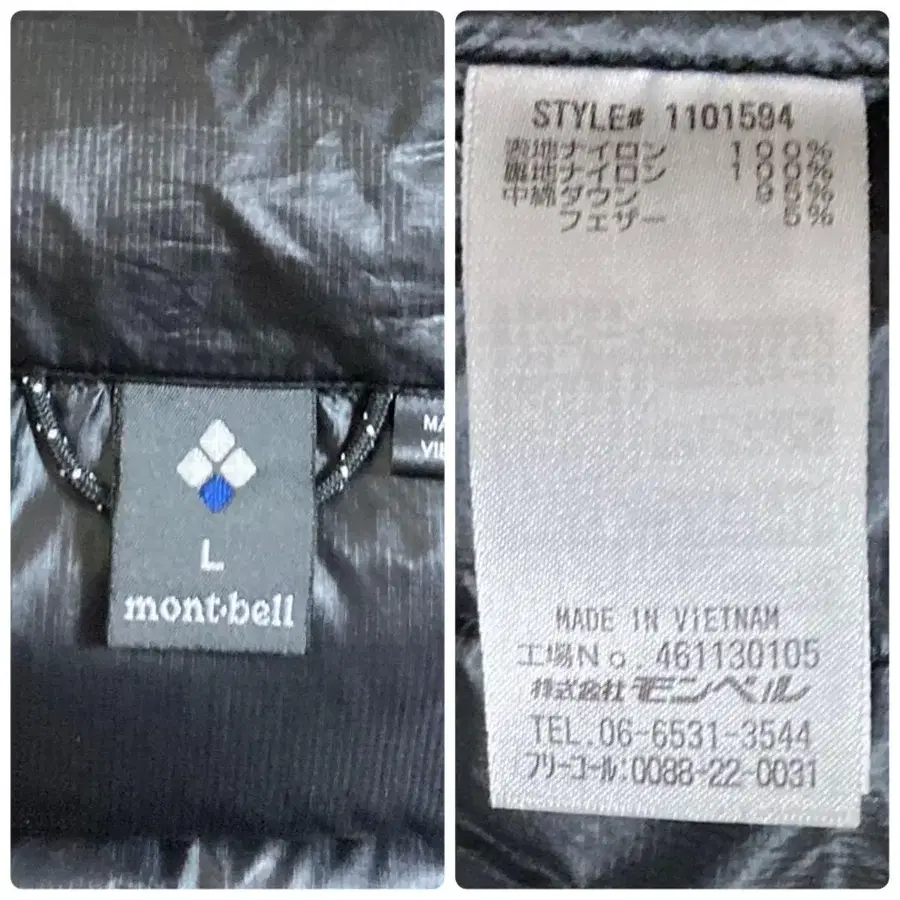 L
mont·bell
MA
VIE
STYLE# 1101594
表地ナイロン 100%
裏地ナイロン 100%
中綿ダウン 95%
フェザー 5%
MADE IN VIETNAM
工場No. 461130105
株式会社モンベル
TEL.06-6531-3544
フリーコール:0088-22-0031